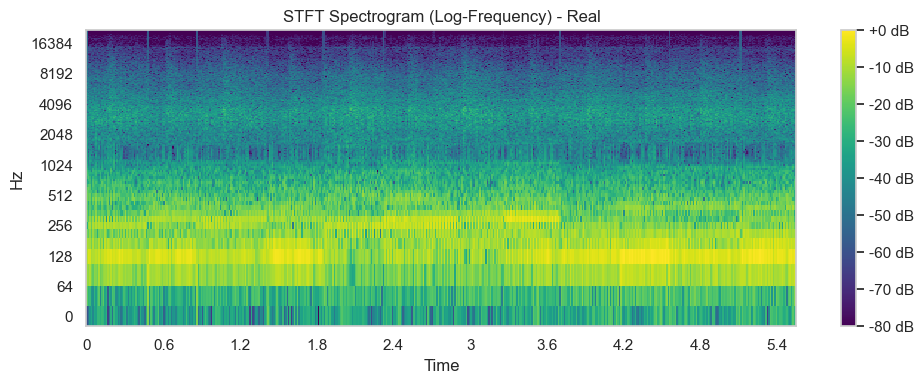 STFT Spectrogram (Log-Frequency) - Real
Hz
16384
8192
4096
2048
1024
512
256
128
64
0
0 0.6 1.2 1.8 2.4 3 3.6 4.2 4.8 5.4
Time
+0 dB
-10 dB
-20 dB
-30 dB
-40 dB
-50 dB
-60 dB
-70 dB
-80 dB